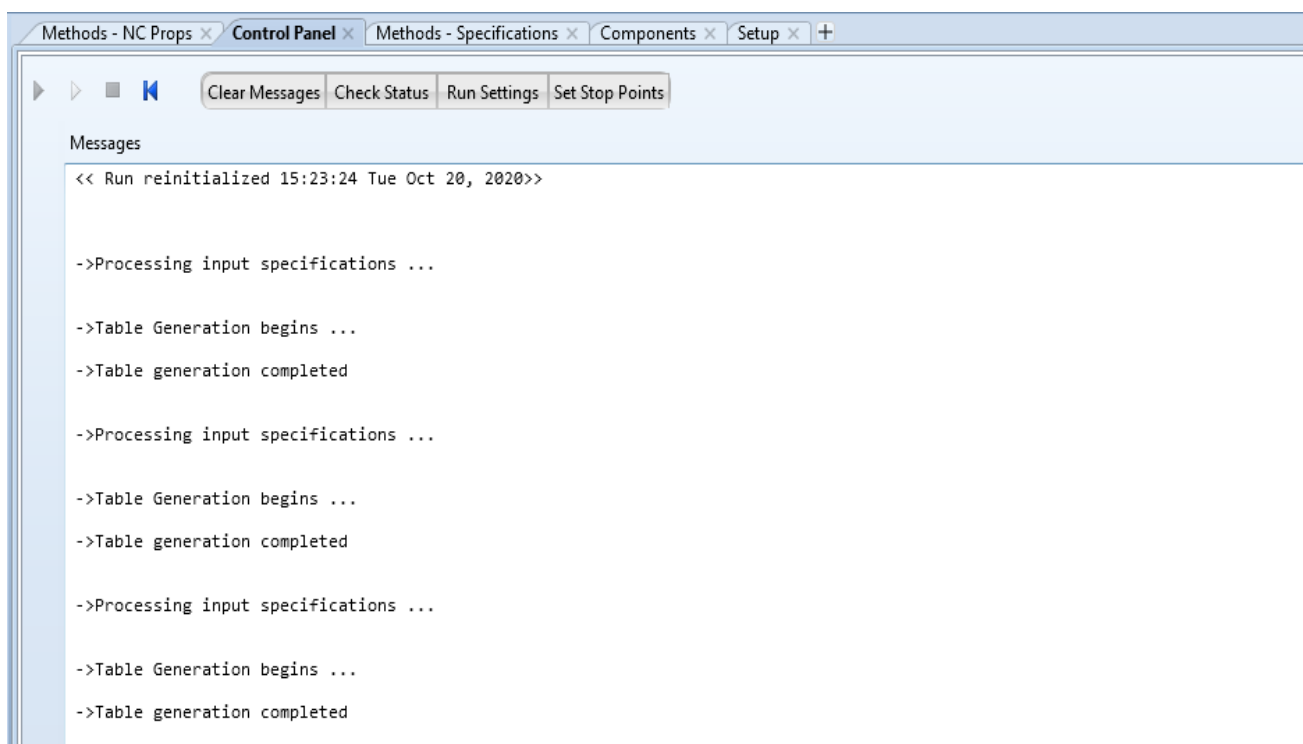 Methods - NC Props Control Panel Methods - Specifications Components Setup
Clear Messages Check Status Run Settings Set Stop Points
Messages
<< Run reinitialized 15:23:24 Tue Oct 20, 2020>>
->Processing input specifications ...
->Table Generation begins ...
->Table generation completed
->Processing input specifications ...
->Table Generation begins ...
->Table generation completed
->Processing input specifications ...
->Table Generation begins ...
->Table generation completed